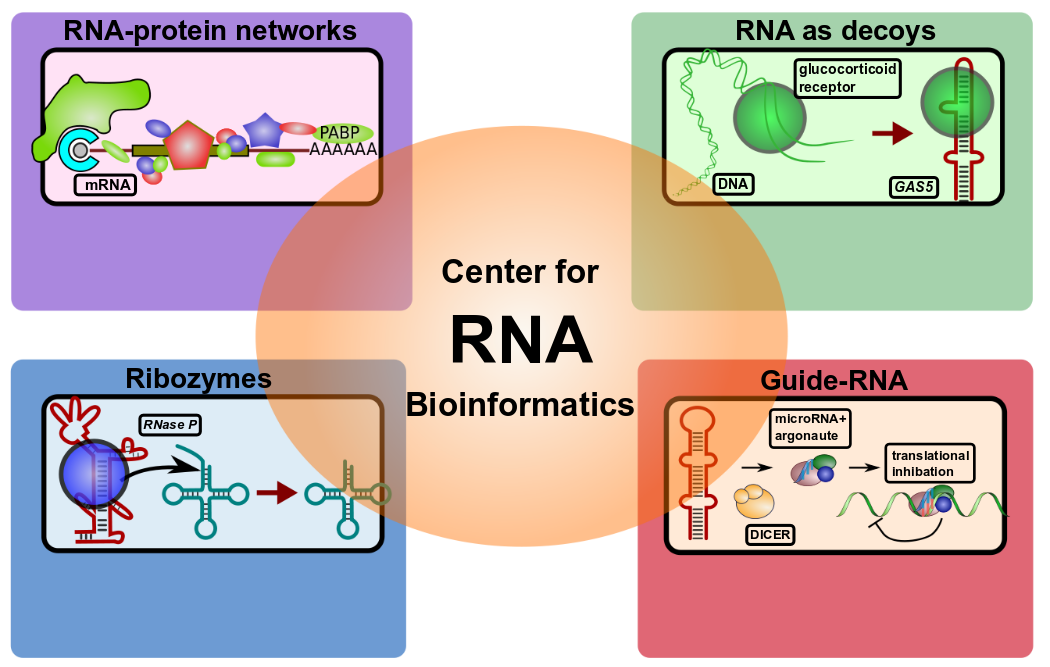 RNA-protein networks
PABP
AAAAAA
mRNA
RNA as decoys
glucocorticoid
receptor
DNA
GAS5
Center for
RNA
Bioinformatics
Ribozymes
RNase P
Guide-RNA
microRNA+
argonaute
translational
inhibation
DICER